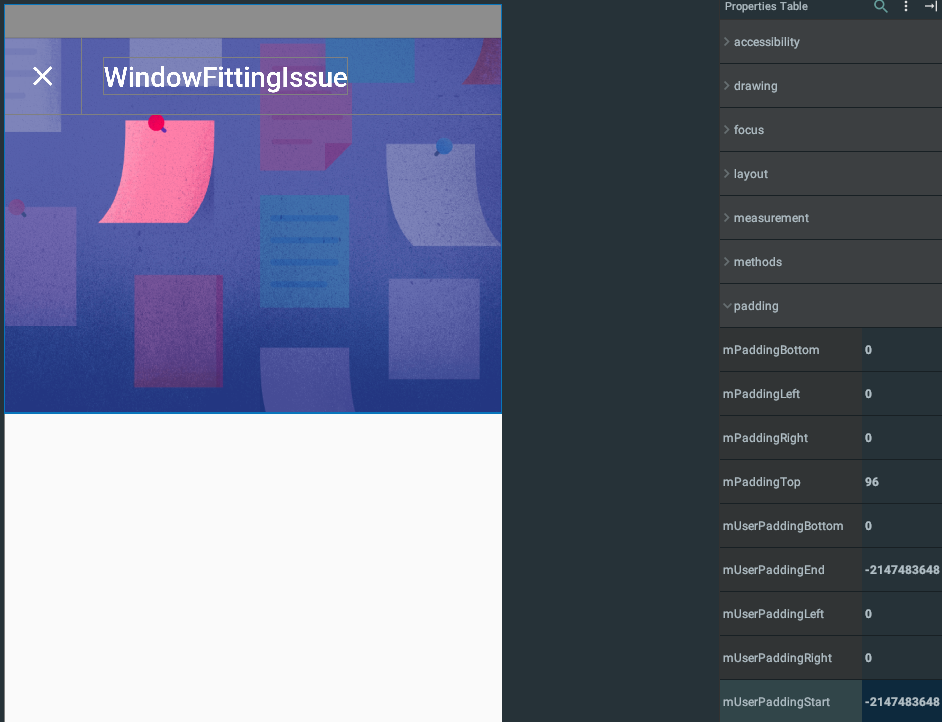 Properties Table
WindowFittingIssue
accessibility
drawing
focus
layout
measurement
methods
padding
mPaddingBottom 0
mPaddingLeft 0
mPaddingRight 0
mPaddingTop 96
mUserPaddingBottom 0
mUserPaddingEnd -2147483648
mUserPaddingLeft 0
mUserPaddingRight 0
mUserPaddingStart -2147483648